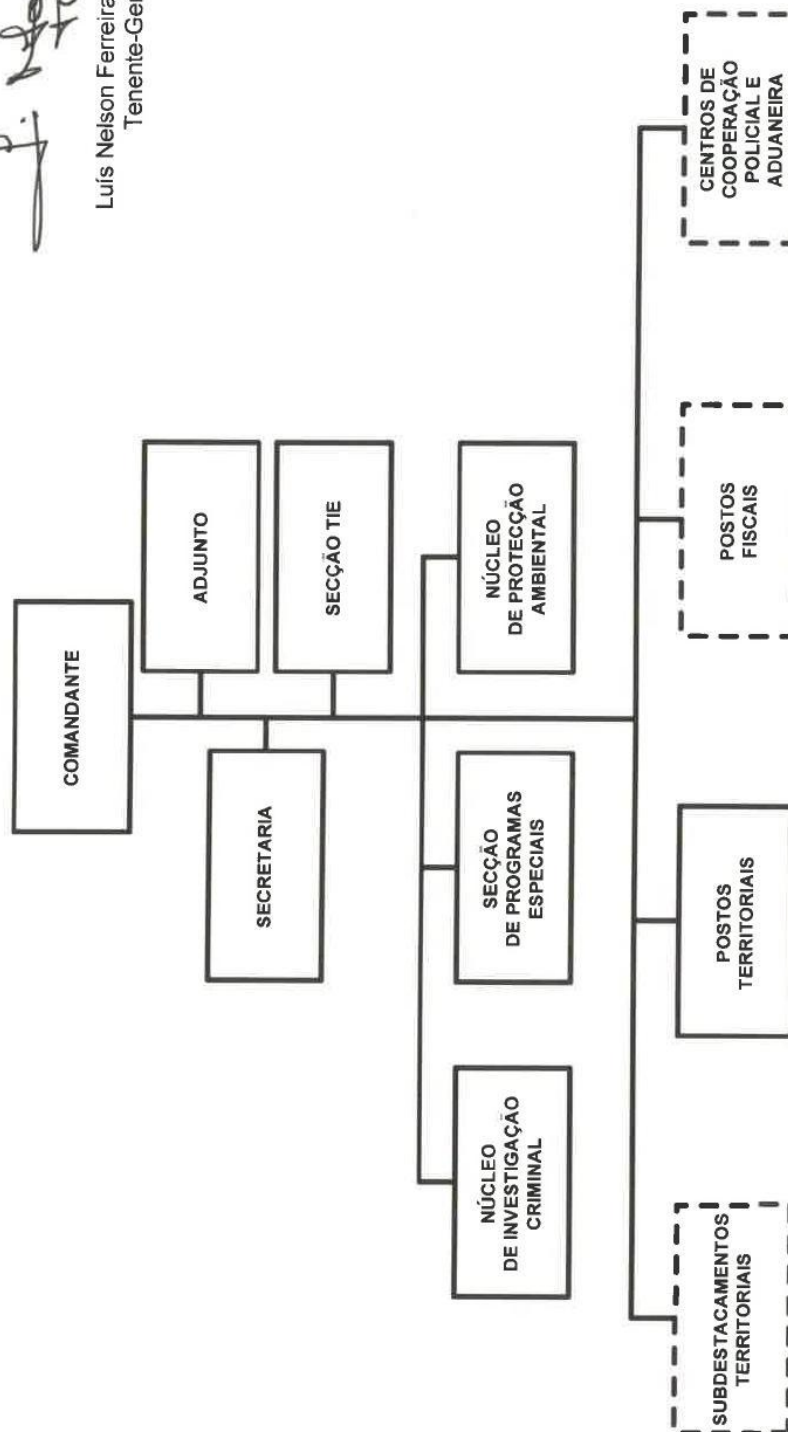 Luís Nelson Ferreira
Tenente-Gen
COMANDANTE
ADJUNTO
SECRETARIA
SECÇÃO TIE
NÚCLEO
DE INVESTIGAÇÃO
CRIMINAL
SECÇÃO
DE PROGRAMAS
ESPECIAIS
NÚCLEO
DE PROTECÇÃO
AMBIENTAL
SUBDESTACAMENTOS
TERRITORIAIS
POSTOS
TERRITORIAIS
POSTOS
FISCAIS
CENTROS DE
COOPERAÇÃO
POLICIAL E
ADUANEIRA